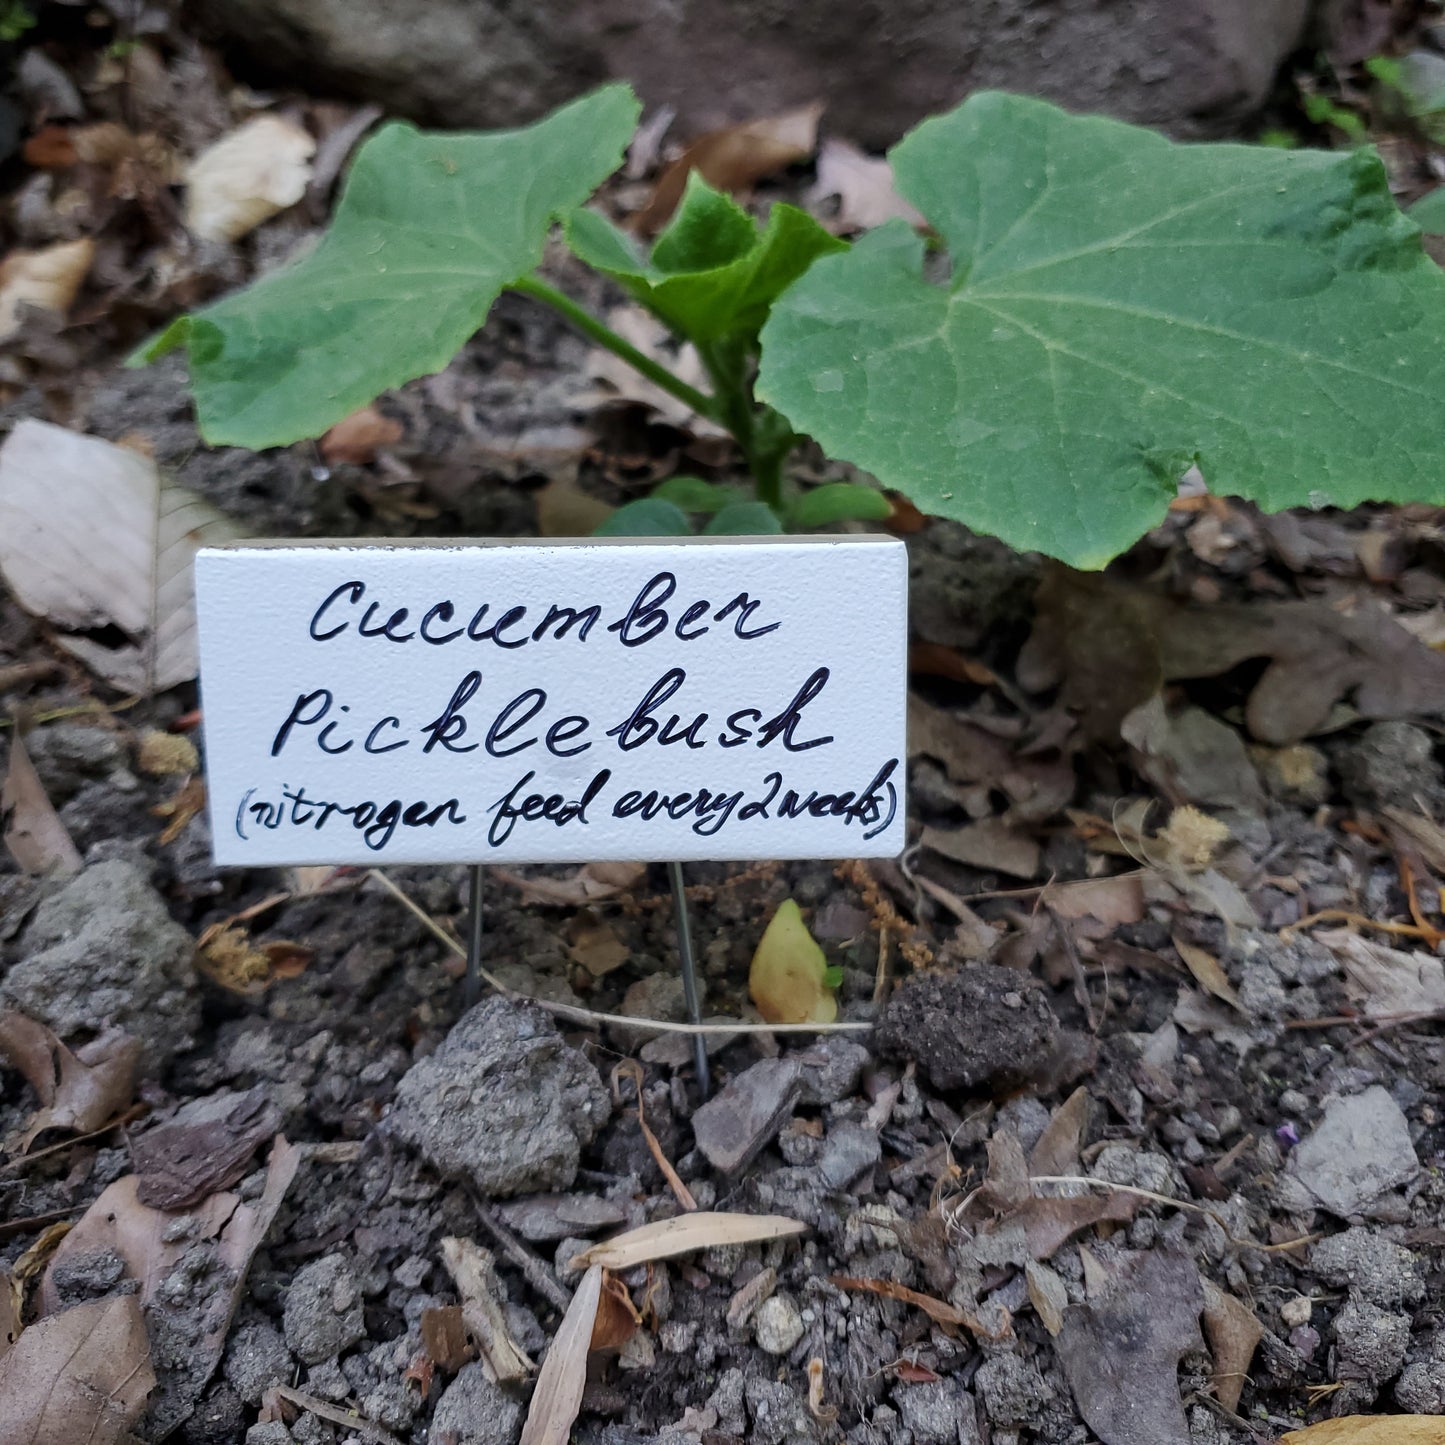 Cucumber
Picklebush
(nitrogen feed every 2 weeks)